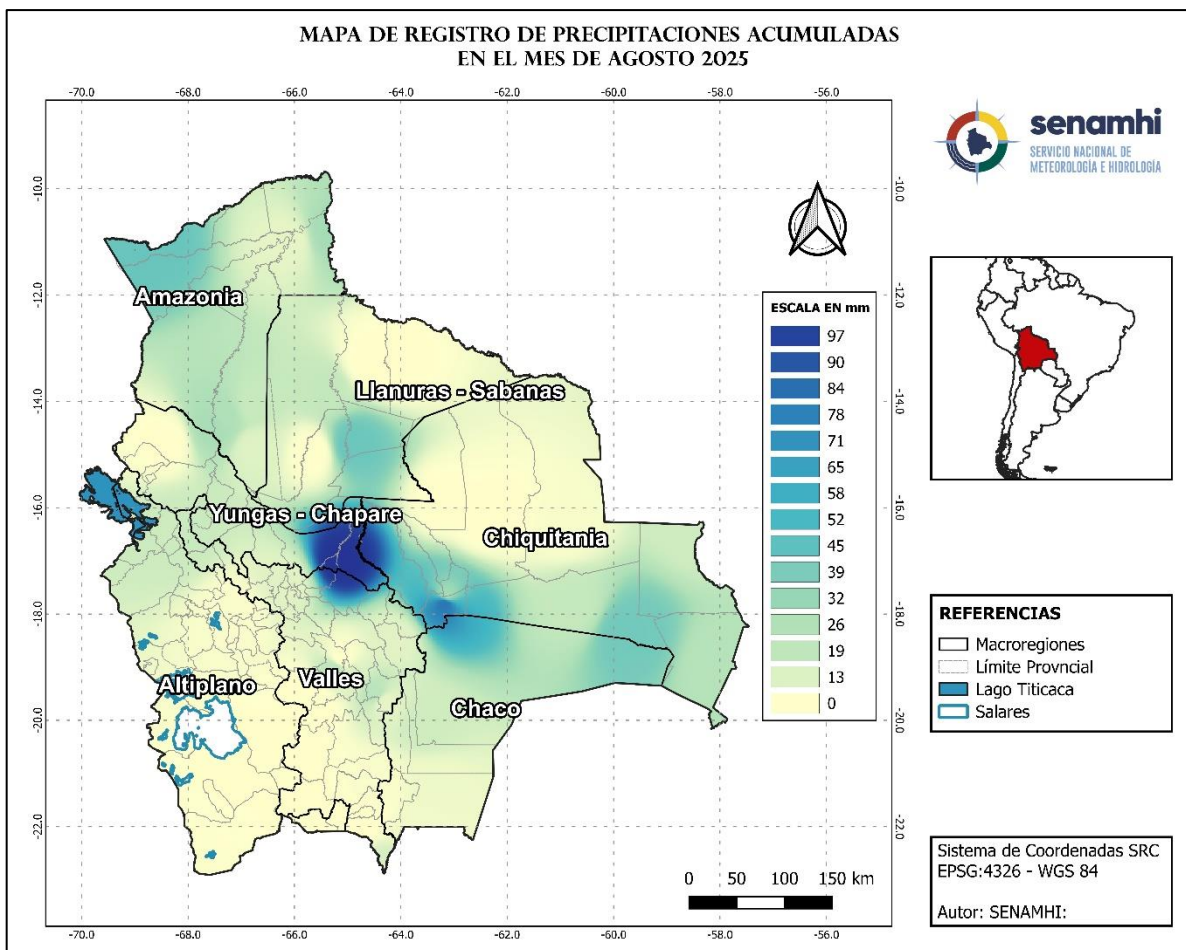 MAPA DE REGISTRO DE PRECIPITACIONES ACUMULADAS
EN EL MES DE AGOSTO 2025
-70.0 -68.0 -66.0 -64.0 -62.0 -60.0 -58.0 -56.0
senamhi
SERVICIO NACIONAL DE
METEOROLOGÍA E HIDROLOGÍA
-10.0 -10.0
-12.0 -12.0
-14.0 -14.0
-16.0 -16.0
-18.0 -18.0
-20.0 -20.0
-22.0 -22.0
Amazonia
Llanuras - Sabanas
Yungas - Chapare
Chiquitania
Altiplano
Valles
Chaco
ESCALA EN mm
97
90
84
78
71
65
58
52
45
39
32
26
19
13
0
REFERENCIAS
Macroregiones
Límite Provncial
Lago Titicaca
Salares
0 50 100 150 km
-70.0 -68.0 -66.0 -64.0 -62.0 -60.0 -58.0 -56.0
Sistema de Coordenadas SRC
EPSG:4326 - WGS 84
Autor: SENAMHI: